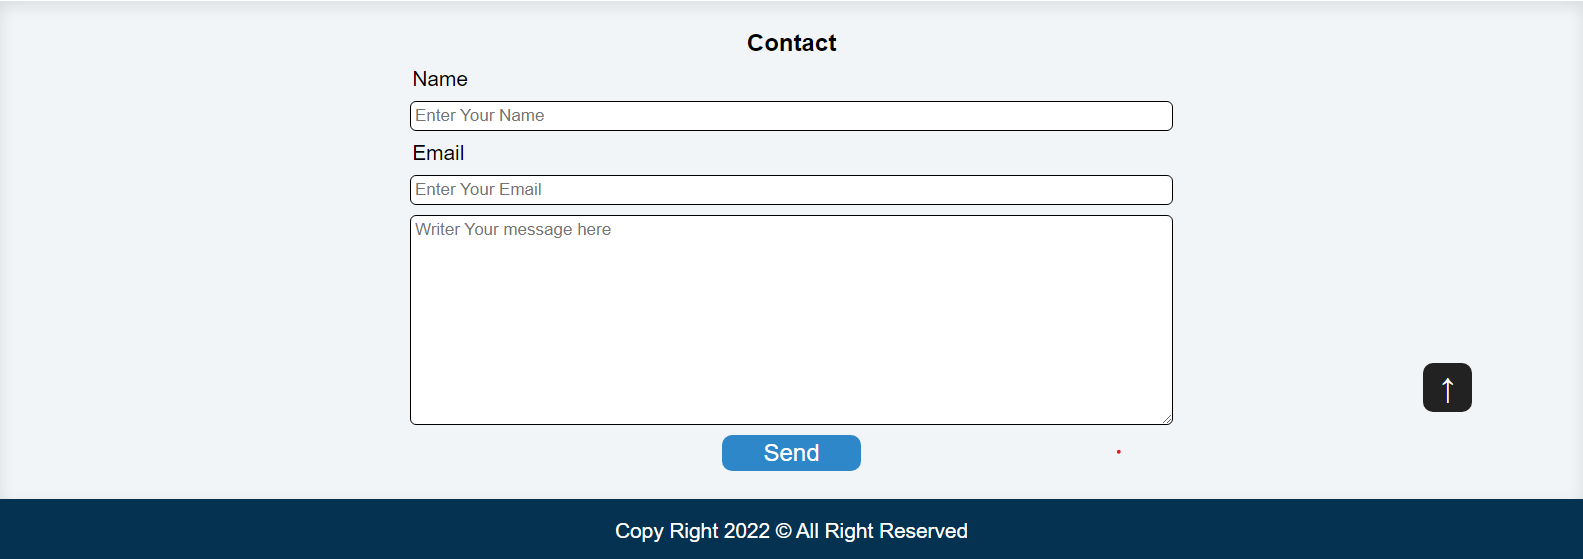 Contact
Name
Enter Your Name
Email
Enter Your Email
Writer Your message here
↑
Send
Copy Right 2022 © All Right Reserved